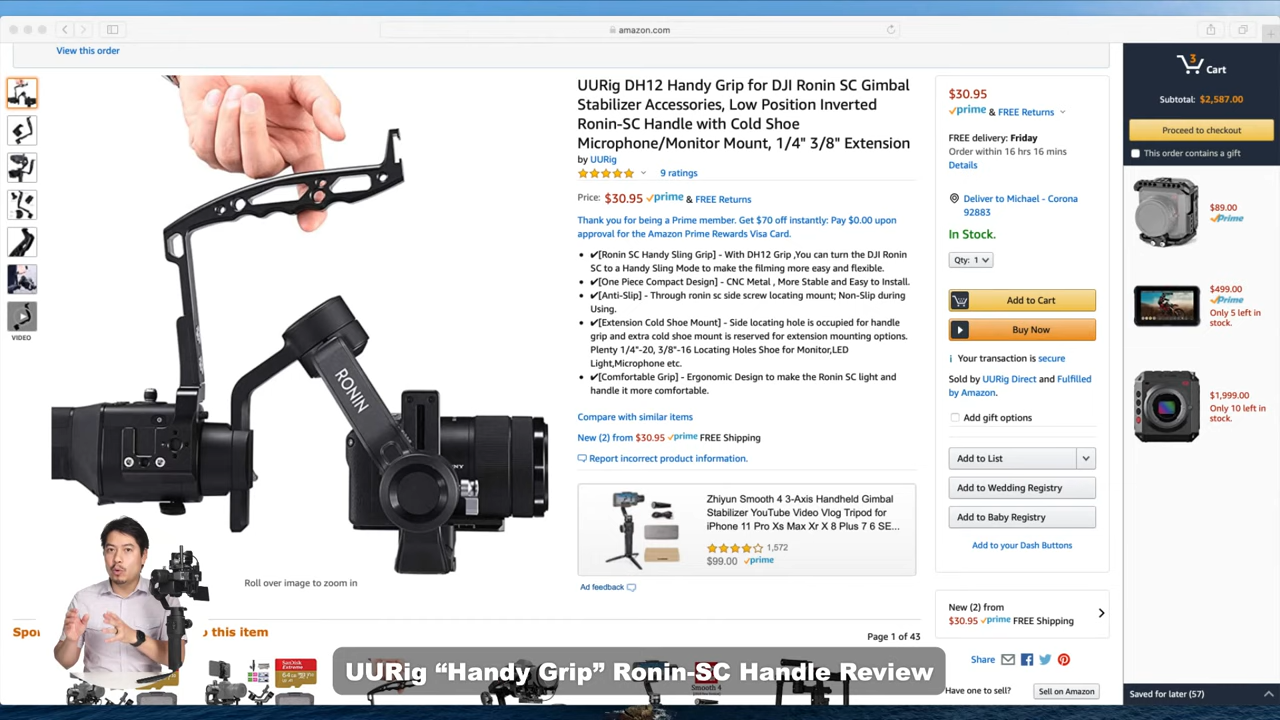 amazon.com
View this order
UURig DH12 Handy Grip for DJI Ronin SC Gimbal
Stabilizer Accessories, Low Position Inverted
Ronin-SC Handle with Cold Shoe
Microphone/Monitor Mount, 1/4" 3/8" Extension
by UURig
9 ratings
Price: $30.95 prime & FREE Returns
Thank you for being a Prime member. Get $70 off instantly: Pay $0.00 upon
approval for the Amazon Prime Rewards Visa Card.
• ✔[Ronin SC Handy Sling Grip] - With DH12 Grip ,You can turn the DJI Ronin
SC to a Handy Sling Mode to make the filming more easy and flexible.
• ✔[One Piece Compact Design] - CNC Metal , More Stable and Easy to Install.
• ✔[Anti-Slip] - Through ronin sc side screw locating mount; Non-Slip during
Using.
• ✔[Extension Cold Shoe Mount] - Side locating hole is occupied for handle
grip and extra cold shoe mount is reserved for extension mounting options.
Plenty 1/4"-20, 3/8"-16 Locating Holes Shoe for Monitor,LED
Light,Microphone etc.
• ✔[Comfortable Grip] - Ergonomic Design to make the Ronin SC light and
handle it more comfortable.
Compare with similar items
New (2) from $30.95 prime FREE Shipping
Report incorrect product information.
Zhiyun Smooth 4 3-Axis Handheld Gimbal
Stabilizer YouTube Video Vlog Tripod for
iPhone 11 Pro Xs Max Xr X 8 Plus 7 6 SE...
1,572
$99.00 prime
Ad feedback
VIDEO
RONIN
Roll over image to zoom in
$30.95
prime & FREE Returns
FREE delivery: Friday
Order within 16 hrs 16 mins
Details
Deliver to Michael - Corona
92883
In Stock.
Qty: 1
Add to Cart
Buy Now
Your transaction is secure
Sold by UURig Direct and Fulfilled
by Amazon.
Add gift options
Add to List
Add to Wedding Registry
Add to Baby Registry
Add to your Dash Buttons
New (2) from
$30.95 prime FREE Shipping
Share
Have one to sell?
Sell on Amazon
3
Cart
Subtotal: $2,587.00
Proceed to checkout
This order contains a gift
$89.00
prime
$499.00
prime
Only 5 left in
stock.
$1,999.00
Only 10 left in
stock.
Saved for later (57)
Spo
o this item
Page 1 of 43
SanDisk
Extreme
64
Smooth 4
UURig “Handy Grip” Ronin-SC Handle Review